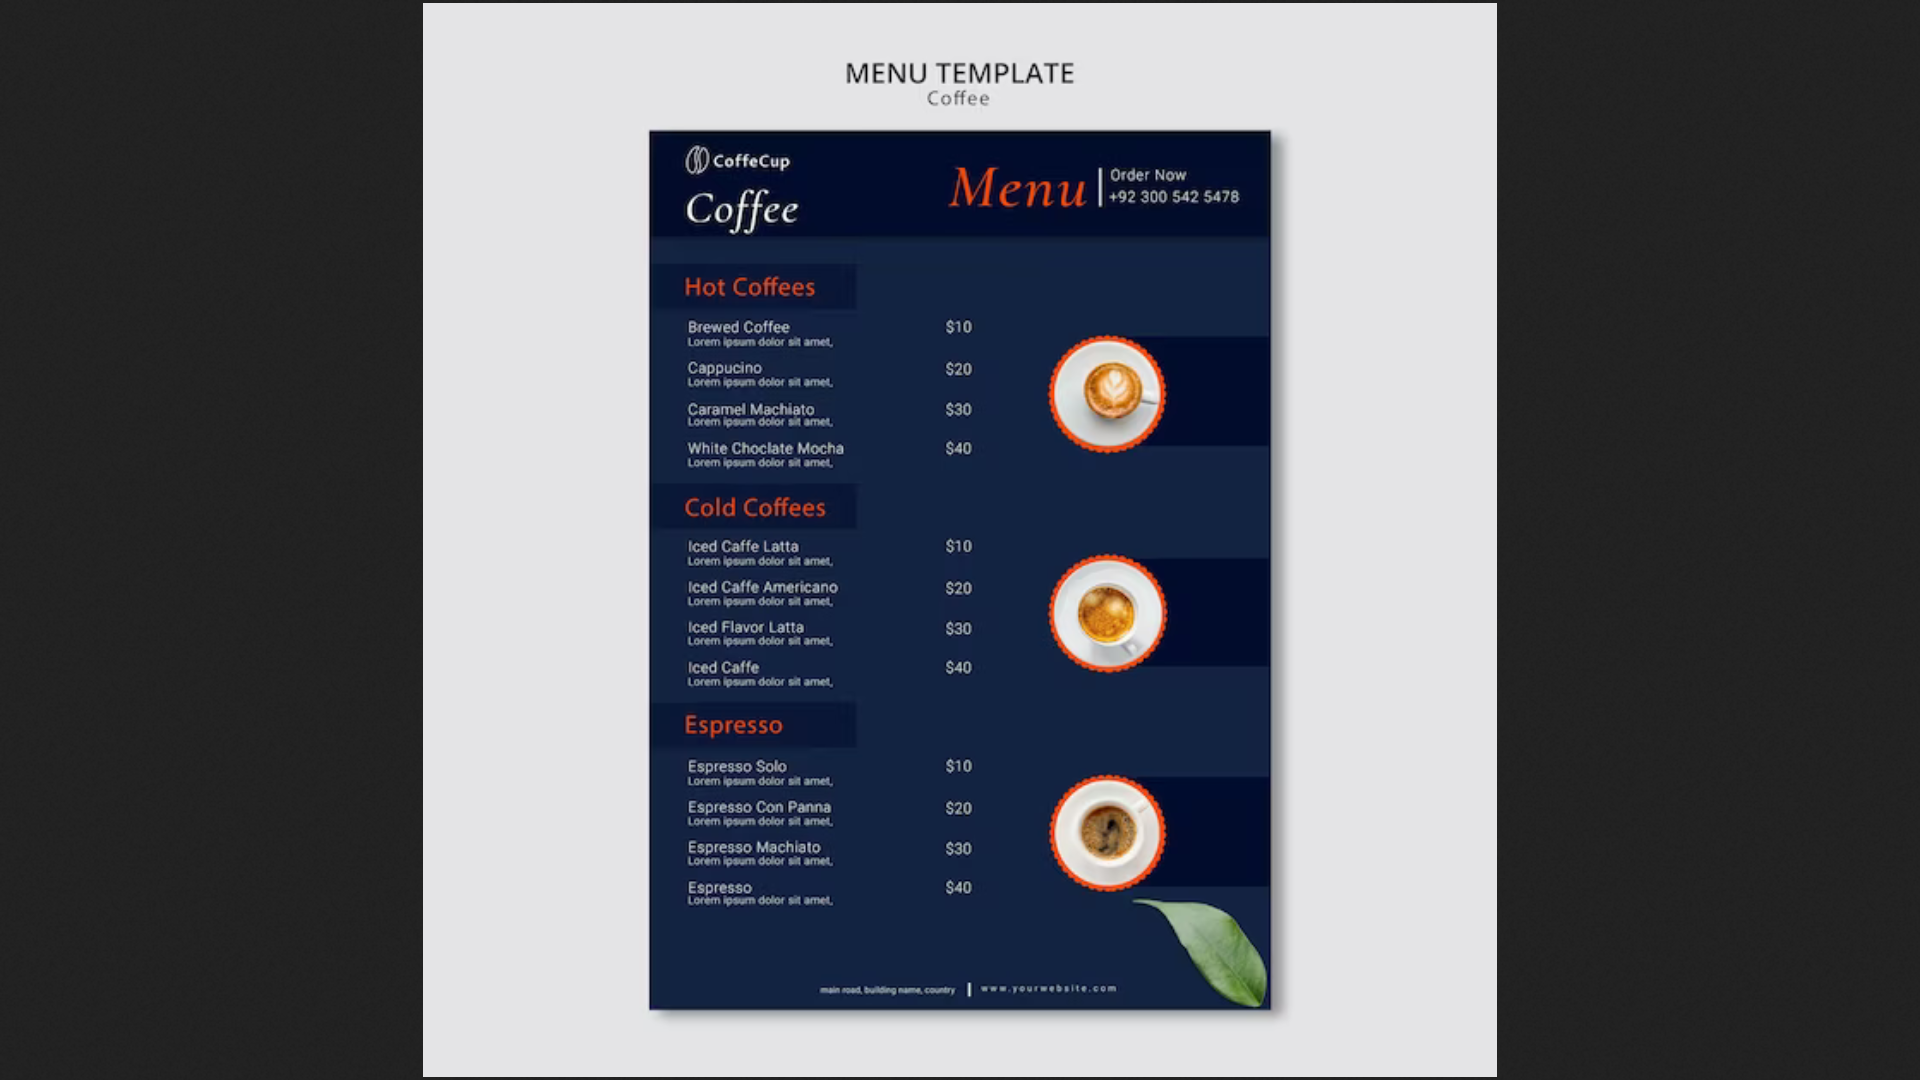 MENU TEMPLATE
Coffee
CoffeCup
Coffee
Menu
Order Now
+92 300 542 5478
Hot Coffees
Brewed Coffee $10
Lorem ipsum dolor sit amet,
Cappucino $20
Lorem ipsum dolor sit amet,
Caramel Machiato $30
Lorem ipsum dolor sit amet,
White Choclate Mocha $40
Lorem ipsum dolor sit amet,
Cold Coffees
Iced Caffe Latta $10
Lorem ipsum dolor sit amet,
Iced Caffe Americano $20
Lorem ipsum dolor sit amet,
Iced Flavor Latta $30
Lorem ipsum dolor sit amet,
Iced Caffe $40
Lorem ipsum dolor sit amet,
Espresso
Espresso Solo $10
Lorem ipsum dolor sit amet,
Espresso Con Panna $20
Lorem ipsum dolor sit amet,
Espresso Machiato $30
Lorem ipsum dolor sit amet,
Espresso $40
Lorem ipsum dolor sit amet,
main road, building name, country | www.yourwebsite.com